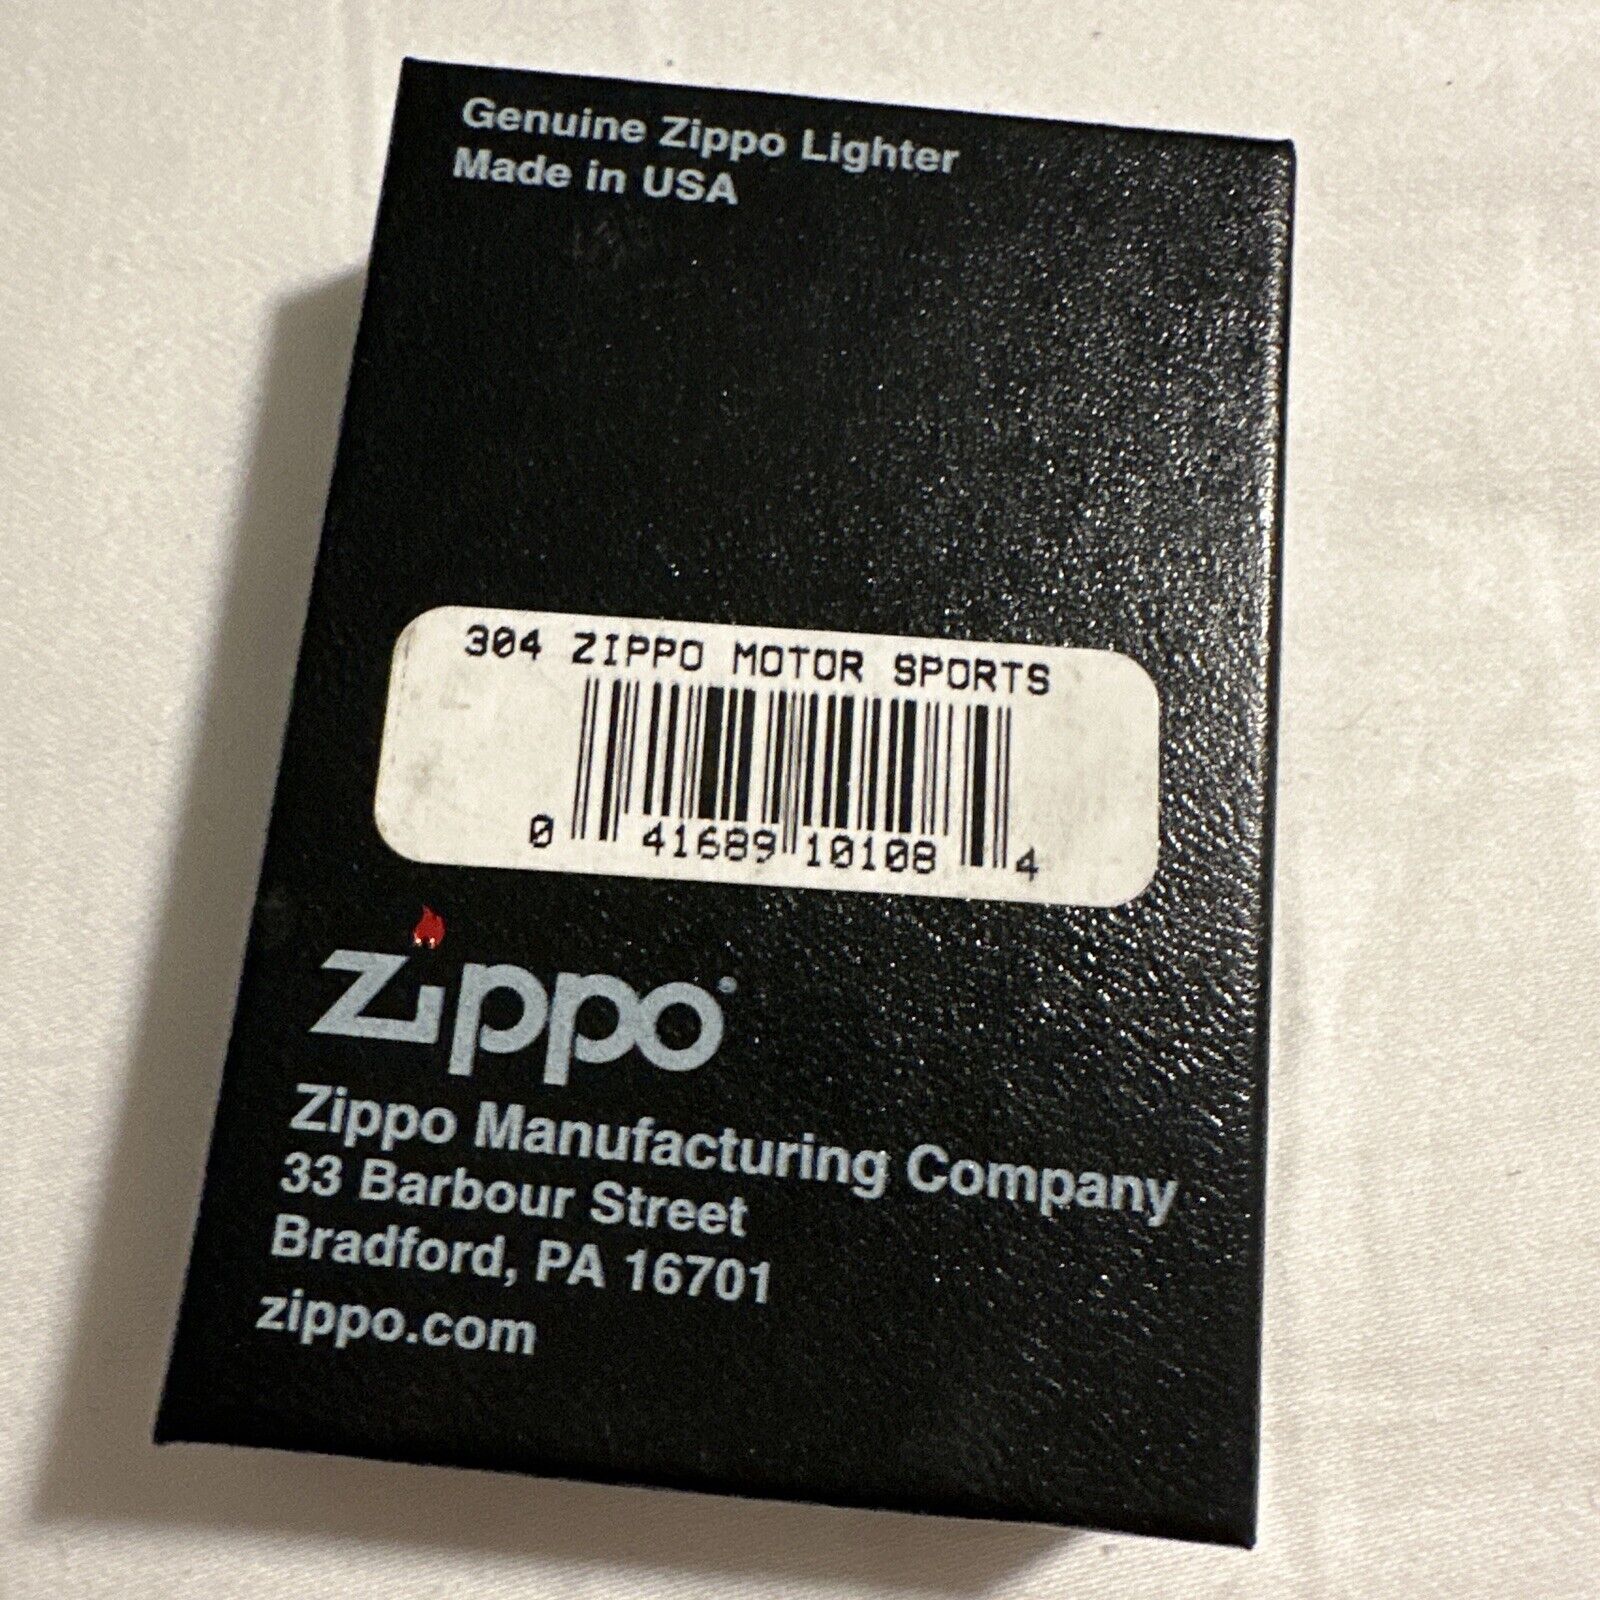 Genuine Zippo Lighter
Made in USA
304 ZIPPO MOTOR SPORTS
0 41689 10108 4
Zippo
Zippo Manufacturing Company
33 Barbour Street
Bradford, PA 16701
zippo.com